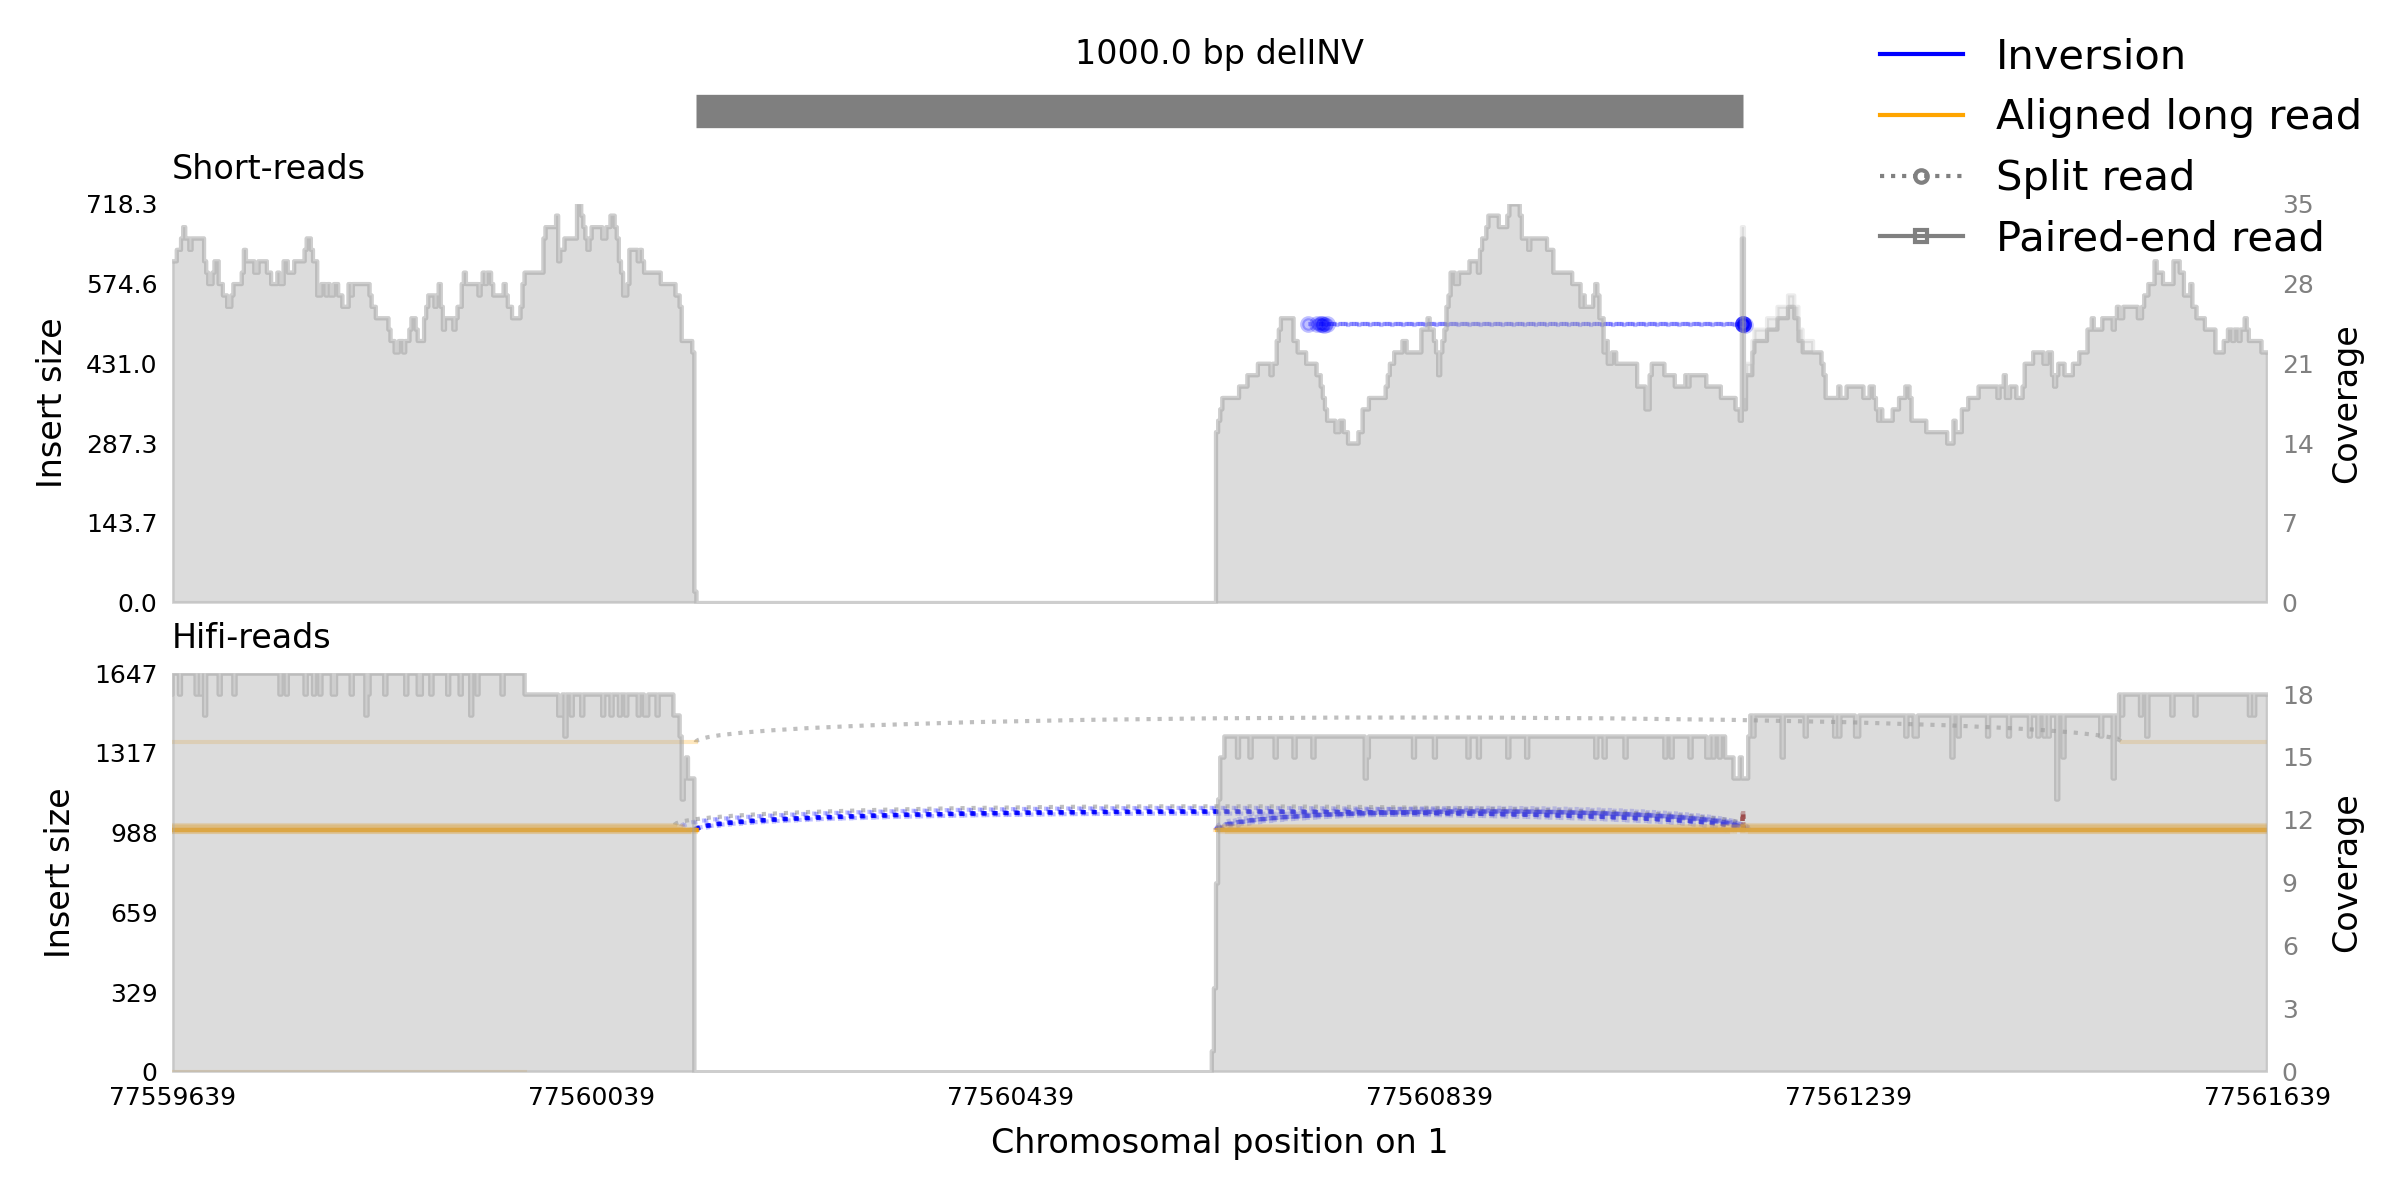 1000.0 bp delINV
Inversion
Aligned long read
Split read
Paired-end read
Short-reads
718.3
574.6
431.0
287.3
143.7
0.0
Insert size
35
28
21
14
7
0
Coverage
Hifi-reads
1647
1317
988
659
329
0
Insert size
18
15
12
9
6
3
0
Coverage
77559639 77560039 77560439 77560839 77561239 77561639
Chromosomal position on 1